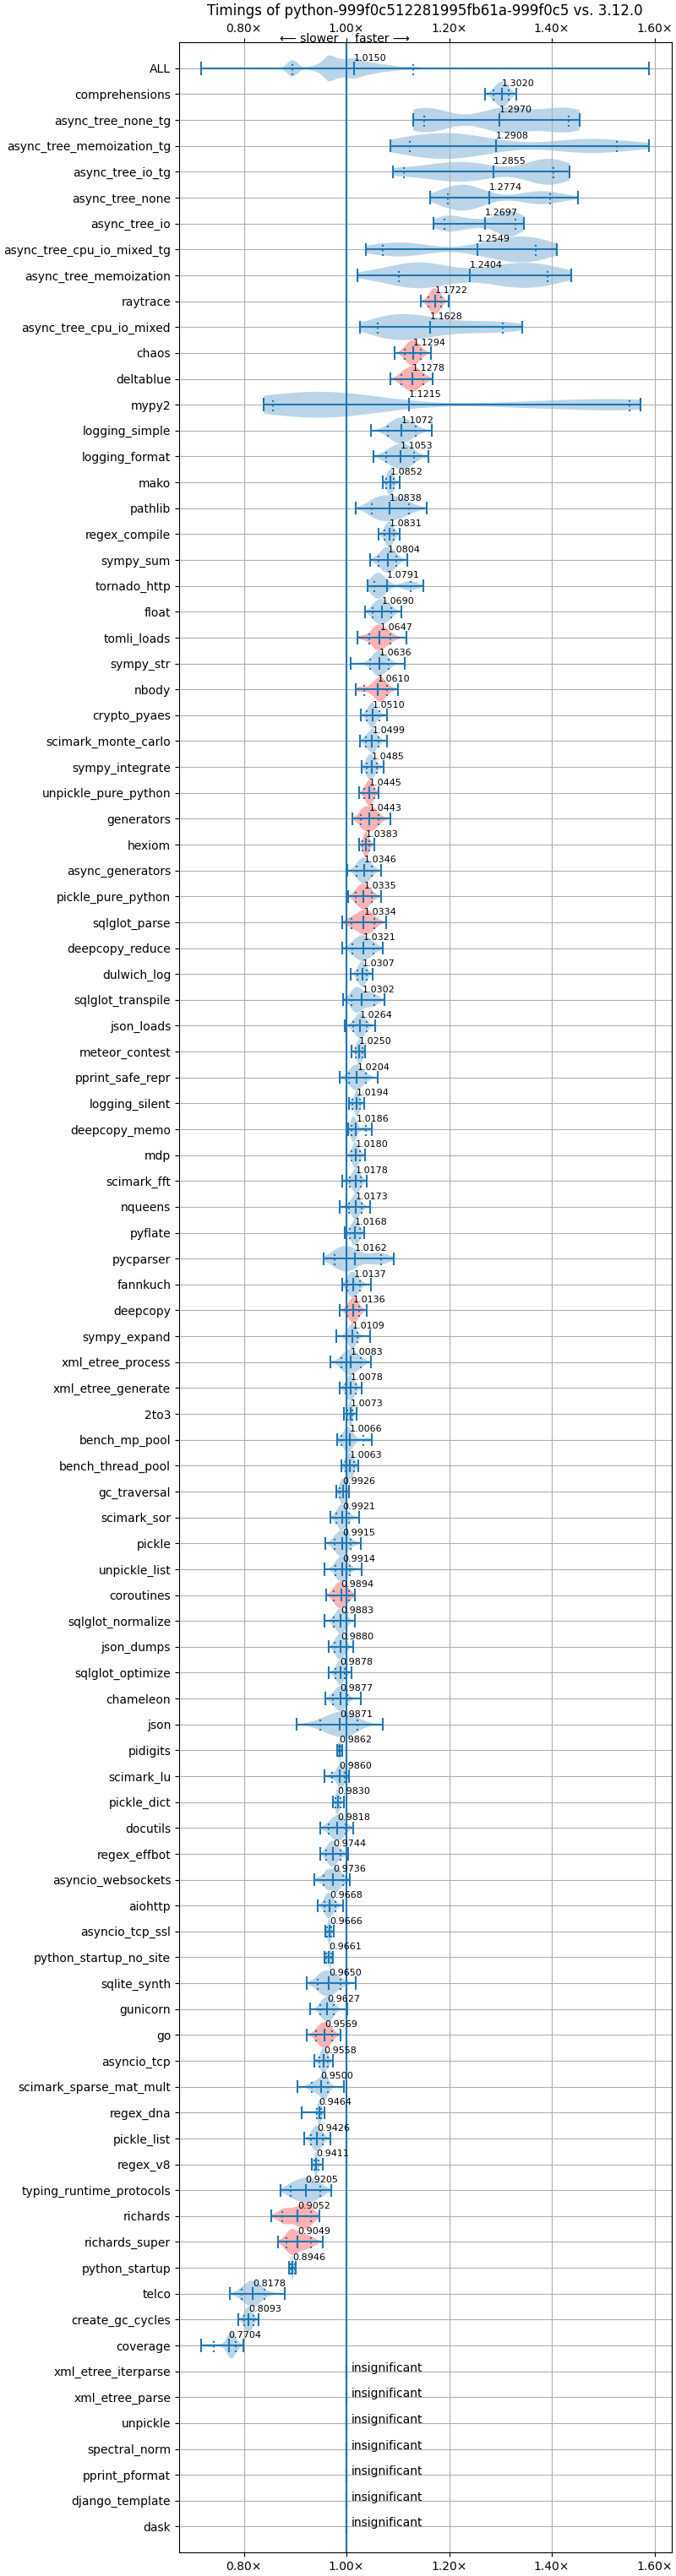 Timings of python-999f0c512281995fb61a-999f0c5 vs. 3.12.0
0.80× 1.00× 1.20× 1.40× 1.60×
⟵ slower faster ⟶
ALL 1.0150
comprehensions 1.3020
async_tree_none_tg 1.2970
async_tree_memoization_tg 1.2908
async_tree_io_tg 1.2855
async_tree_none 1.2774
async_tree_io 1.2697
async_tree_cpu_io_mixed_tg 1.2549
async_tree_memoization 1.2404
raytrace 1.1722
async_tree_cpu_io_mixed 1.1628
chaos 1.1294
deltablue 1.1278
mypy2 1.1215
logging_simple 1.1072
logging_format 1.1053
mako 1.0852
pathlib 1.0838
regex_compile 1.0831
sympy_sum 1.0804
tornado_http 1.0791
float 1.0690
tomli_loads 1.0647
sympy_str 1.0636
nbody 1.0610
crypto_pyaes 1.0510
scimark_monte_carlo 1.0499
sympy_integrate 1.0485
unpickle_pure_python 1.0445
generators 1.0443
hexiom 1.0383
async_generators 1.0346
pickle_pure_python 1.0335
sqlglot_parse 1.0334
deepcopy_reduce 1.0321
dulwich_log 1.0307
sqlglot_transpile 1.0302
json_loads 1.0264
meteor_contest 1.0250
pprint_safe_repr 1.0204
logging_silent 1.0194
deepcopy_memo 1.0186
mdp 1.0180
scimark_fft 1.0178
nqueens 1.0173
pyflate 1.0168
pycparser 1.0162
fannkuch 1.0137
deepcopy 1.0136
sympy_expand 1.0109
xml_etree_process 1.0083
xml_etree_generate 1.0078
2to3 1.0073
bench_mp_pool 1.0066
bench_thread_pool 1.0063
gc_traversal 0.9926
scimark_sor 0.9921
pickle 0.9915
unpickle_list 0.9914
coroutines 0.9894
sqlglot_normalize 0.9883
json_dumps 0.9880
sqlglot_optimize 0.9878
chameleon 0.9877
json 0.9871
pidigits 0.9862
scimark_lu 0.9860
pickle_dict 0.9830
docutils 0.9818
regex_effbot 0.9744
asyncio_websockets 0.9736
aiohttp 0.9668
asyncio_tcp_ssl 0.9666
python_startup_no_site 0.9661
sqlite_synth 0.9650
gunicorn 0.9627
go 0.9569
asyncio_tcp 0.9558
scimark_sparse_mat_mult 0.9500
regex_dna 0.9464
pickle_list 0.9426
regex_v8 0.9411
typing_runtime_protocols 0.9205
richards 0.9052
richards_super 0.9049
python_startup 0.8946
telco 0.8178
create_gc_cycles 0.8093
coverage 0.7704
xml_etree_iterparse insignificant
xml_etree_parse insignificant
unpickle insignificant
spectral_norm insignificant
pprint_pformat insignificant
django_template insignificant
dask insignificant
0.80× 1.00× 1.20× 1.40× 1.60×